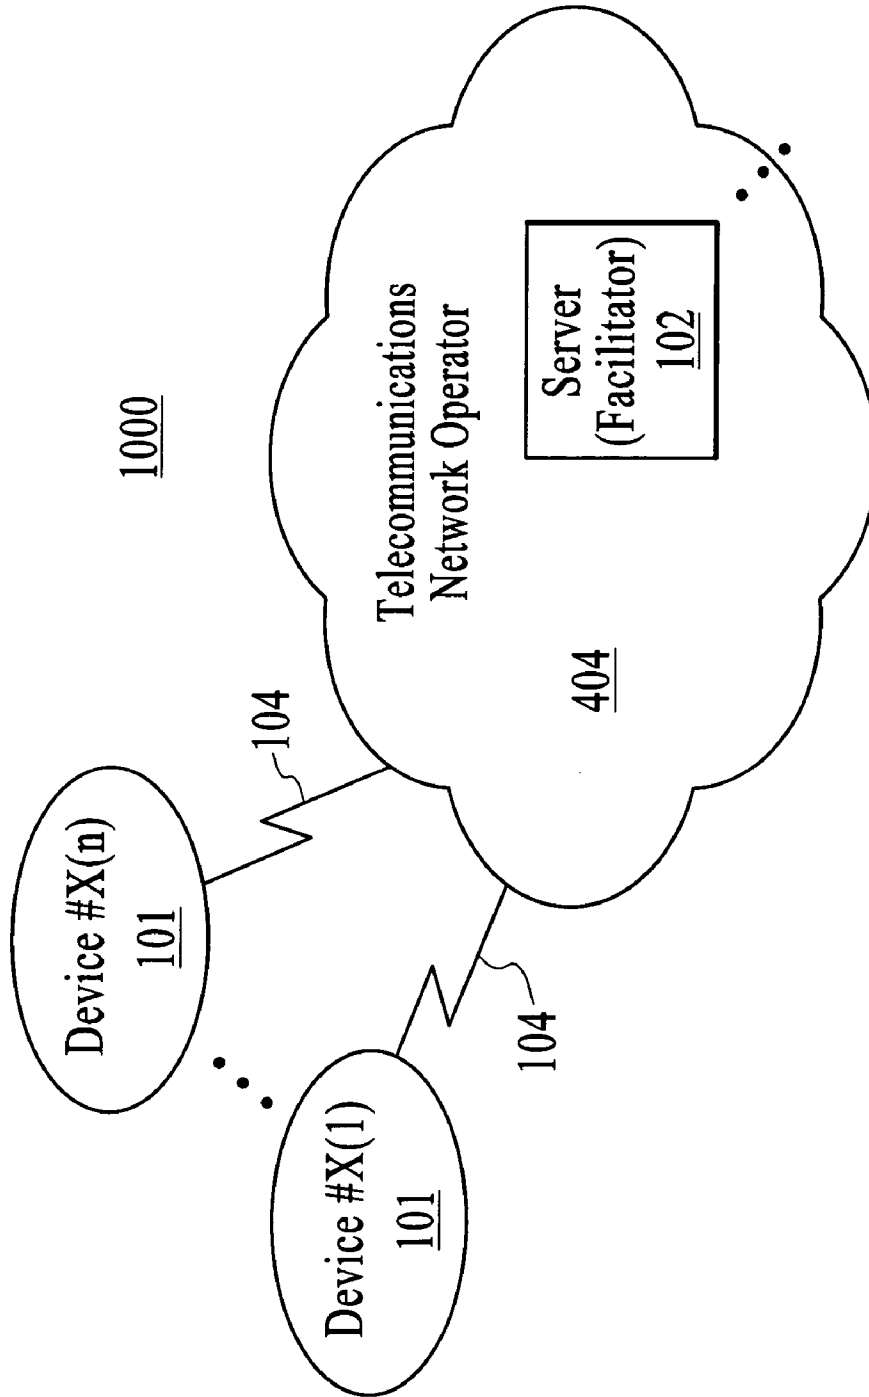 1000
Device #X(n)
101
104
Device #X(1)
101
104
Telecommunications
Network Operator
404
Server
(Facilitator)
102